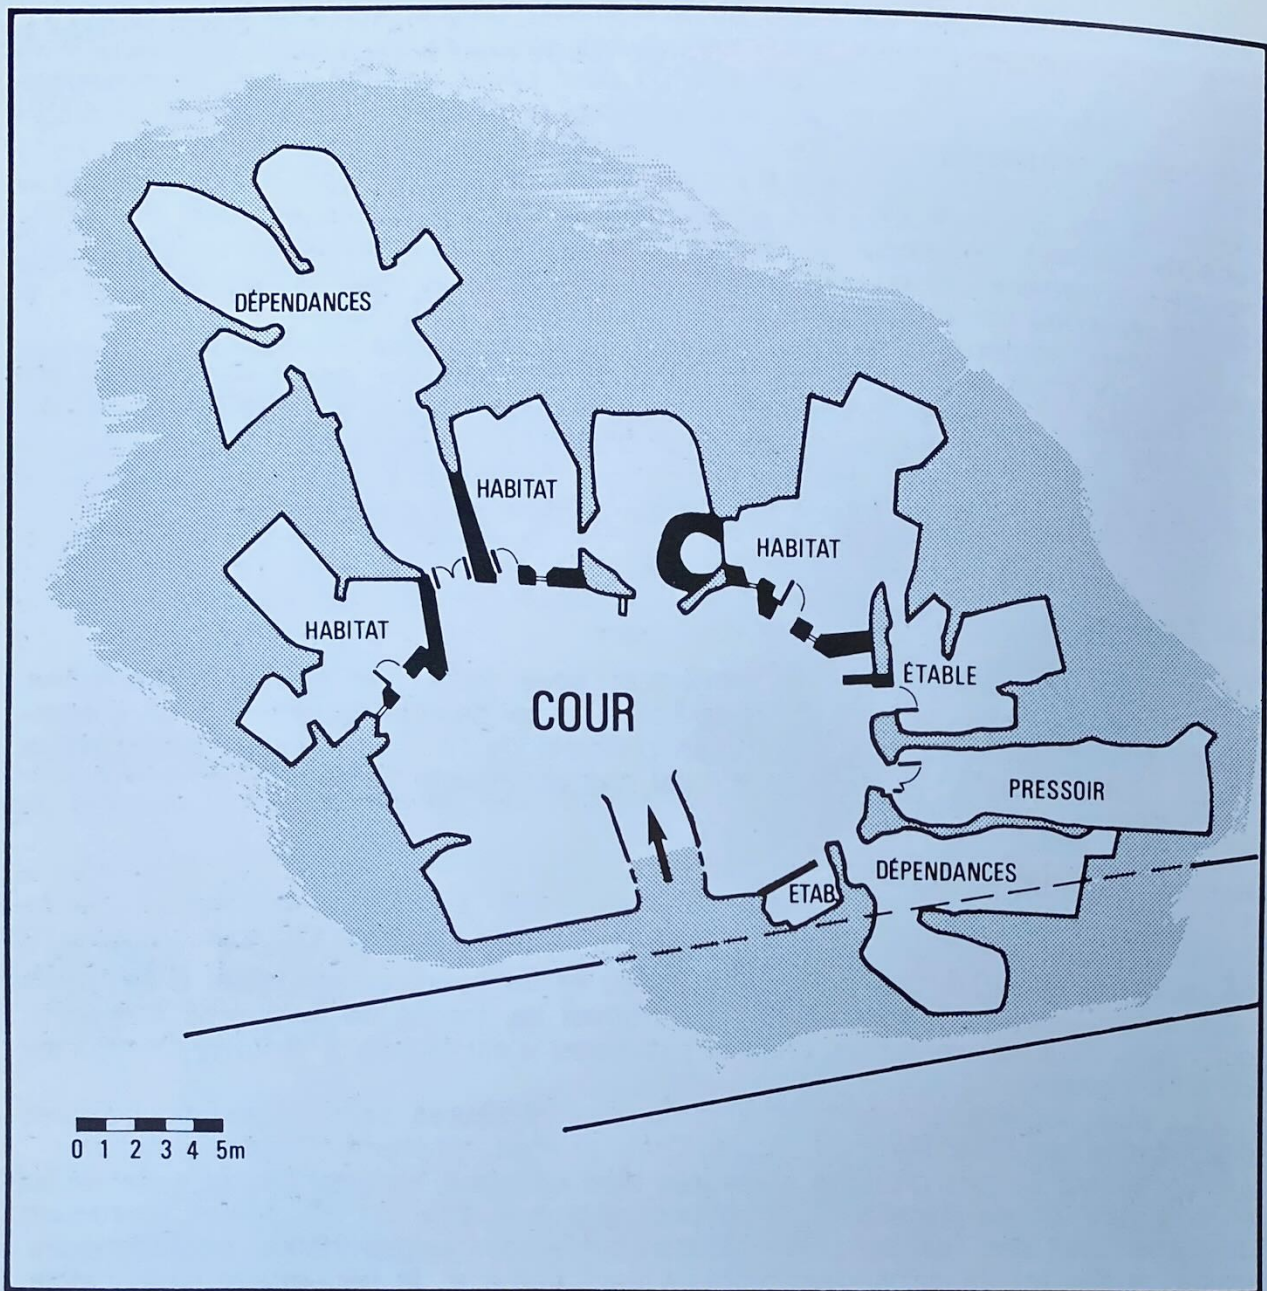 DÉPENDANCES
HABITAT
HABITAT
HABITAT
ÉTABLE
COUR
PRESSOIR
DÉPENDANCES
ETAB
0 1 2 3 4 5m